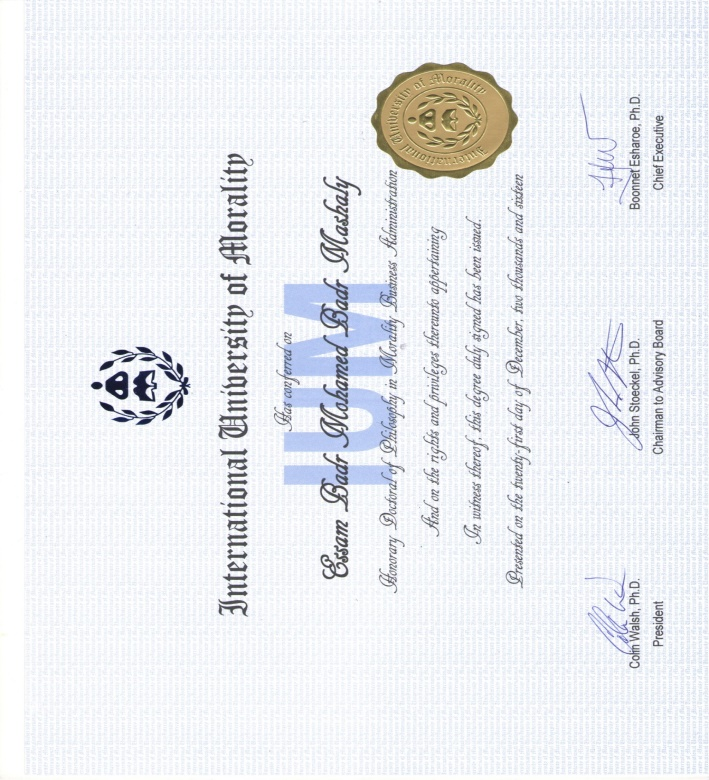 International University of Morality
Has conferred on
Essam Badr Mohamed Badr Mashaly
Honorary Doctoral of Philosophy in Morality Business Administration
And on the rights and privileges thereunto appertaining
In witness thereof, this degree duly signed has been issued.
Presented on the twenty-first day of December, two thousands and sixteen
IUM
International University of Morality
Colin Walsh, Ph.D.
President
John Stoeckel, Ph.D.
Chairman to Advisory Board
Boonnet Esharoe, Ph.D.
Chief Executive